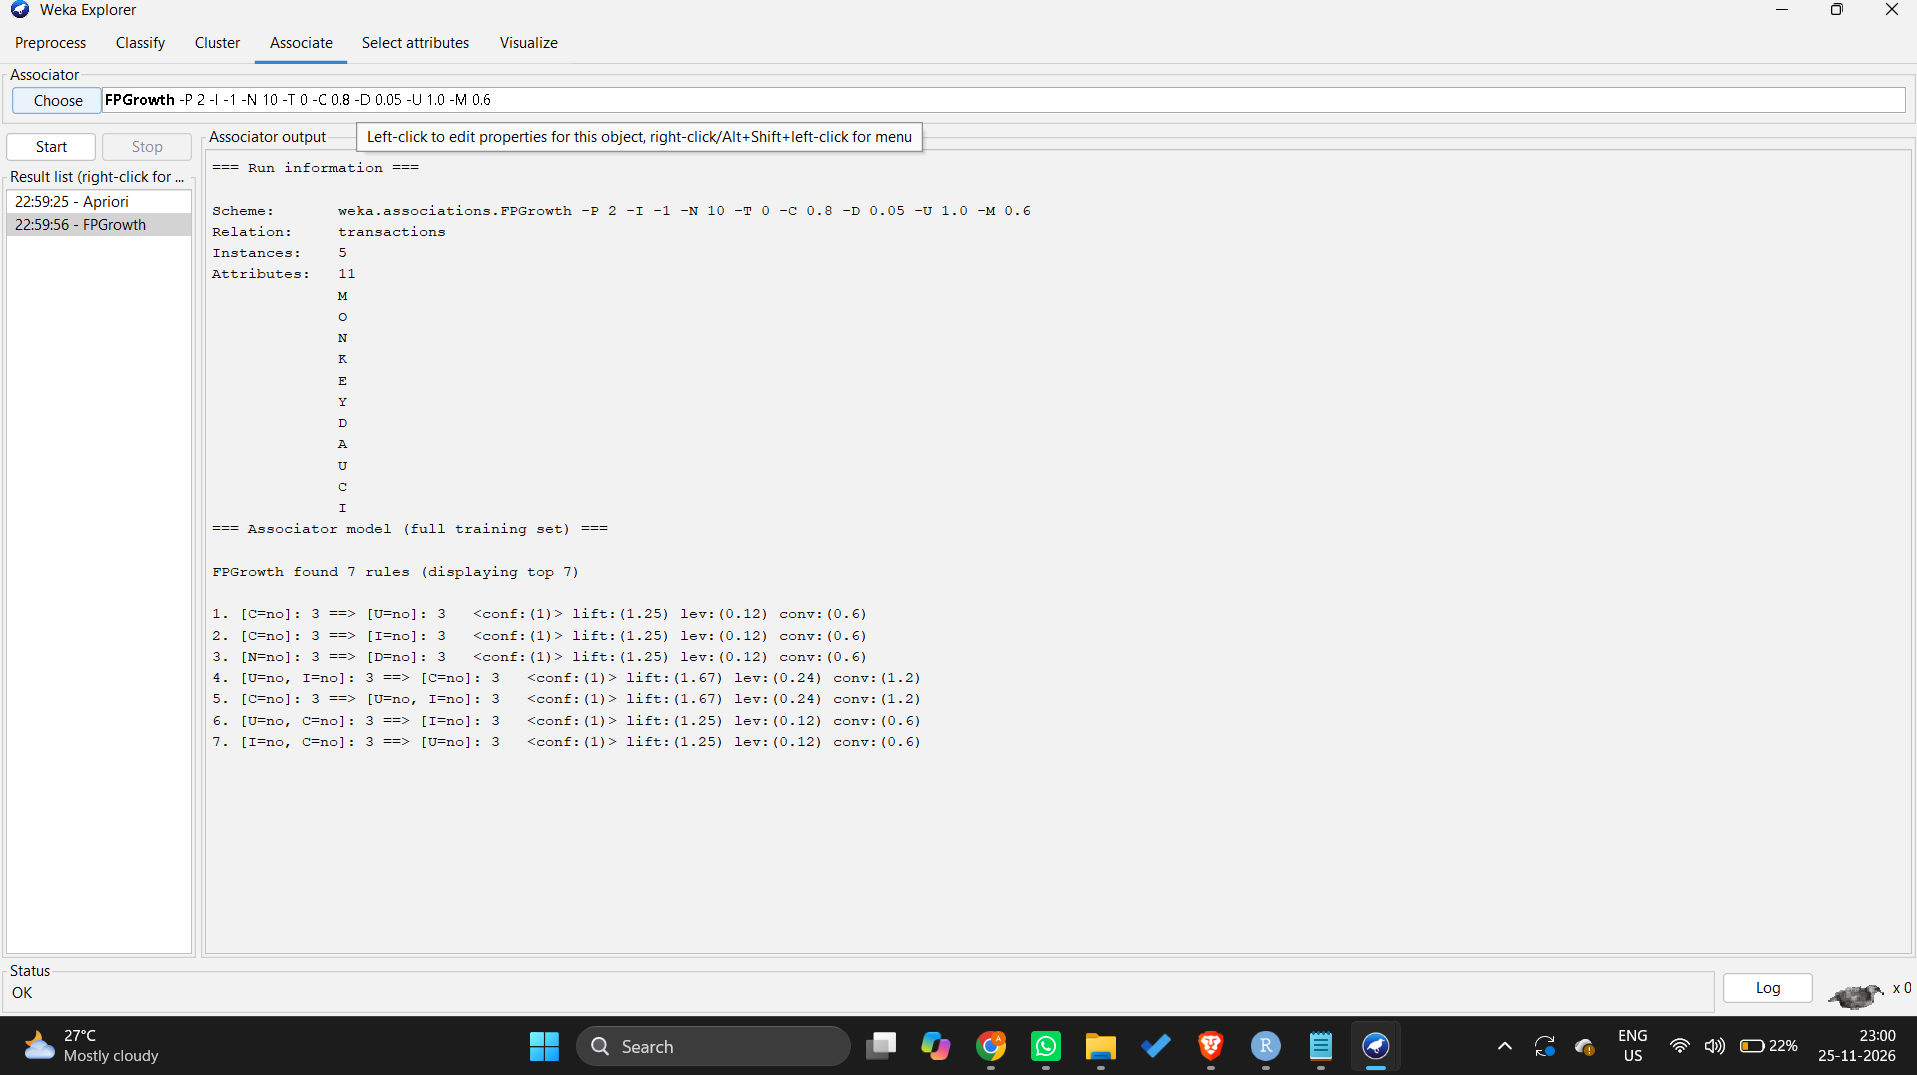 Weka Explorer
Preprocess Classify Cluster Associate Select attributes Visualize
Associator
Choose FPGrowth -P 2 -I -1 -N 10 -T 0 -C 0.8 -D 0.05 -U 1.0 -M 0.6
Start Stop
Associator output
Left-click to edit properties for this object, right-click/Alt+Shift+left-click for menu
Result list (right-click for ...
22:59:25 - Apriori
22:59:56 - FPGrowth
=== Run information ===
Scheme: weka.associations.FPGrowth -P 2 -I -1 -N 10 -T 0 -C 0.8 -D 0.05 -U 1.0 -M 0.6
Relation: transactions
Instances: 5
Attributes: 11
M
O
N
K
E
Y
D
A
U
C
I
=== Associator model (full training set) ===
FPGrowth found 7 rules (displaying top 7)
1. [C=no]: 3 ==> [U=no]: 3 <conf:(1)> lift:(1.25) lev:(0.12) conv:(0.6)
2. [C=no]: 3 ==> [I=no]: 3 <conf:(1)> lift:(1.25) lev:(0.12) conv:(0.6)
3. [N=no]: 3 ==> [D=no]: 3 <conf:(1)> lift:(1.25) lev:(0.12) conv:(0.6)
4. [U=no, I=no]: 3 ==> [C=no]: 3 <conf:(1)> lift:(1.67) lev:(0.24) conv:(1.2)
5. [C=no]: 3 ==> [U=no, I=no]: 3 <conf:(1)> lift:(1.67) lev:(0.24) conv:(1.2)
6. [U=no, C=no]: 3 ==> [I=no]: 3 <conf:(1)> lift:(1.25) lev:(0.12) conv:(0.6)
7. [I=no, C=no]: 3 ==> [U=no]: 3 <conf:(1)> lift:(1.25) lev:(0.12) conv:(0.6)
Status
OK
Log
x 0
27°C
Mostly cloudy
Search
ENG
US
22%
23:00
25-11-2026